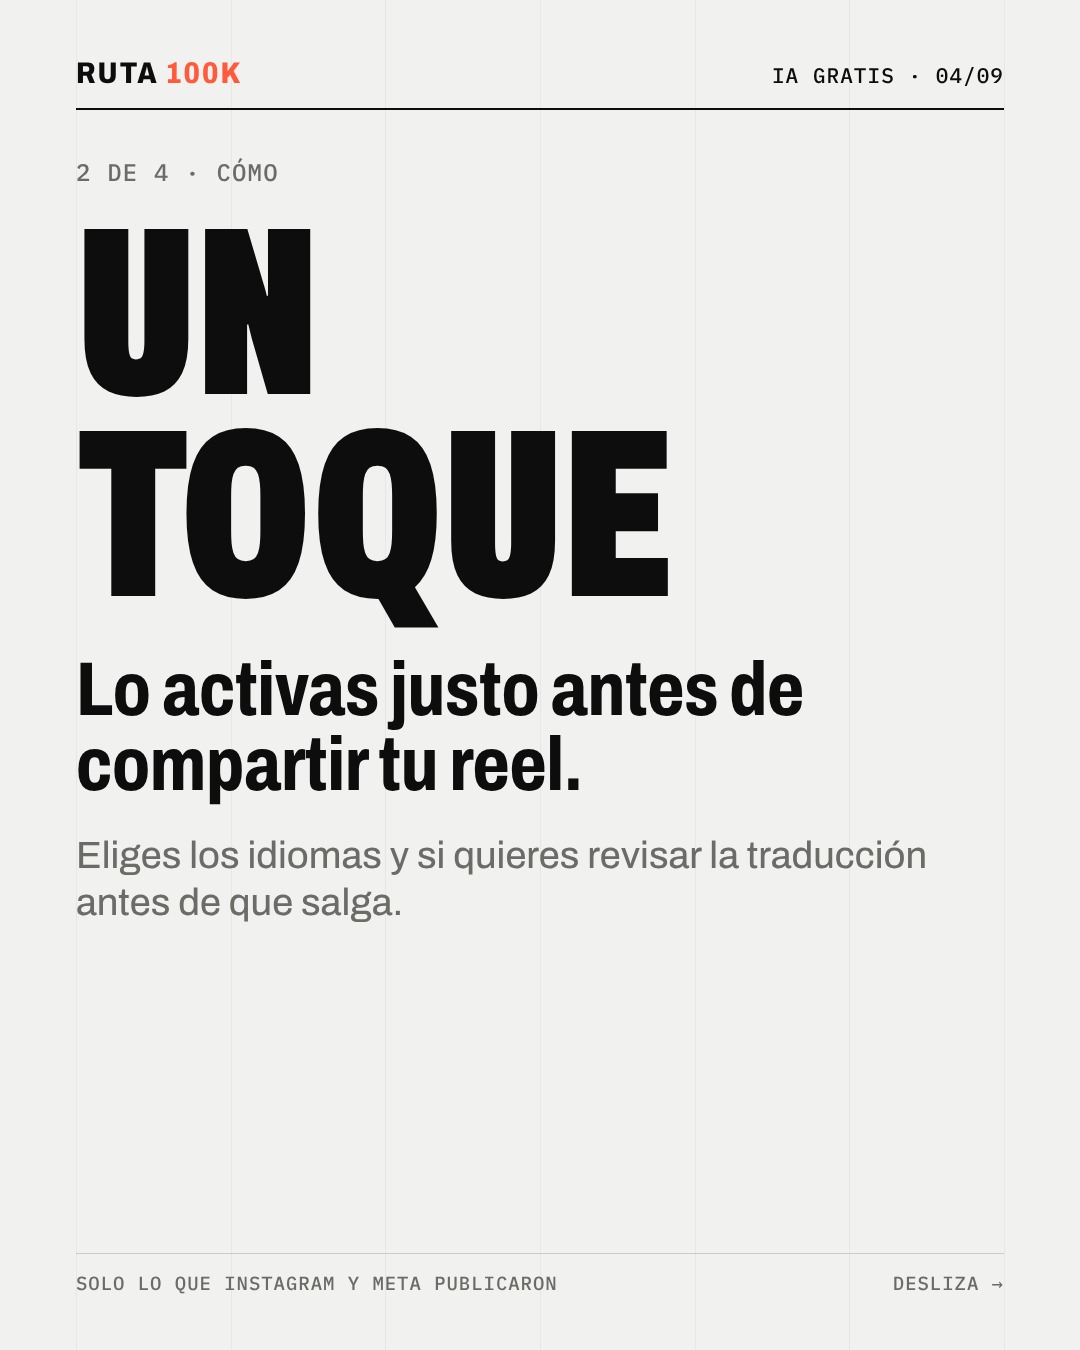 RUTA 100K
IA GRATIS · 04/09
2 DE 4 · CÓMO
UN
TOQUE
Lo activas justo antes de
compartir tu reel.
Eliges los idiomas y si quieres revisar la traducción
antes de que salga.
SOLO LO QUE INSTAGRAM Y META PUBLICARON
DESLIZA →